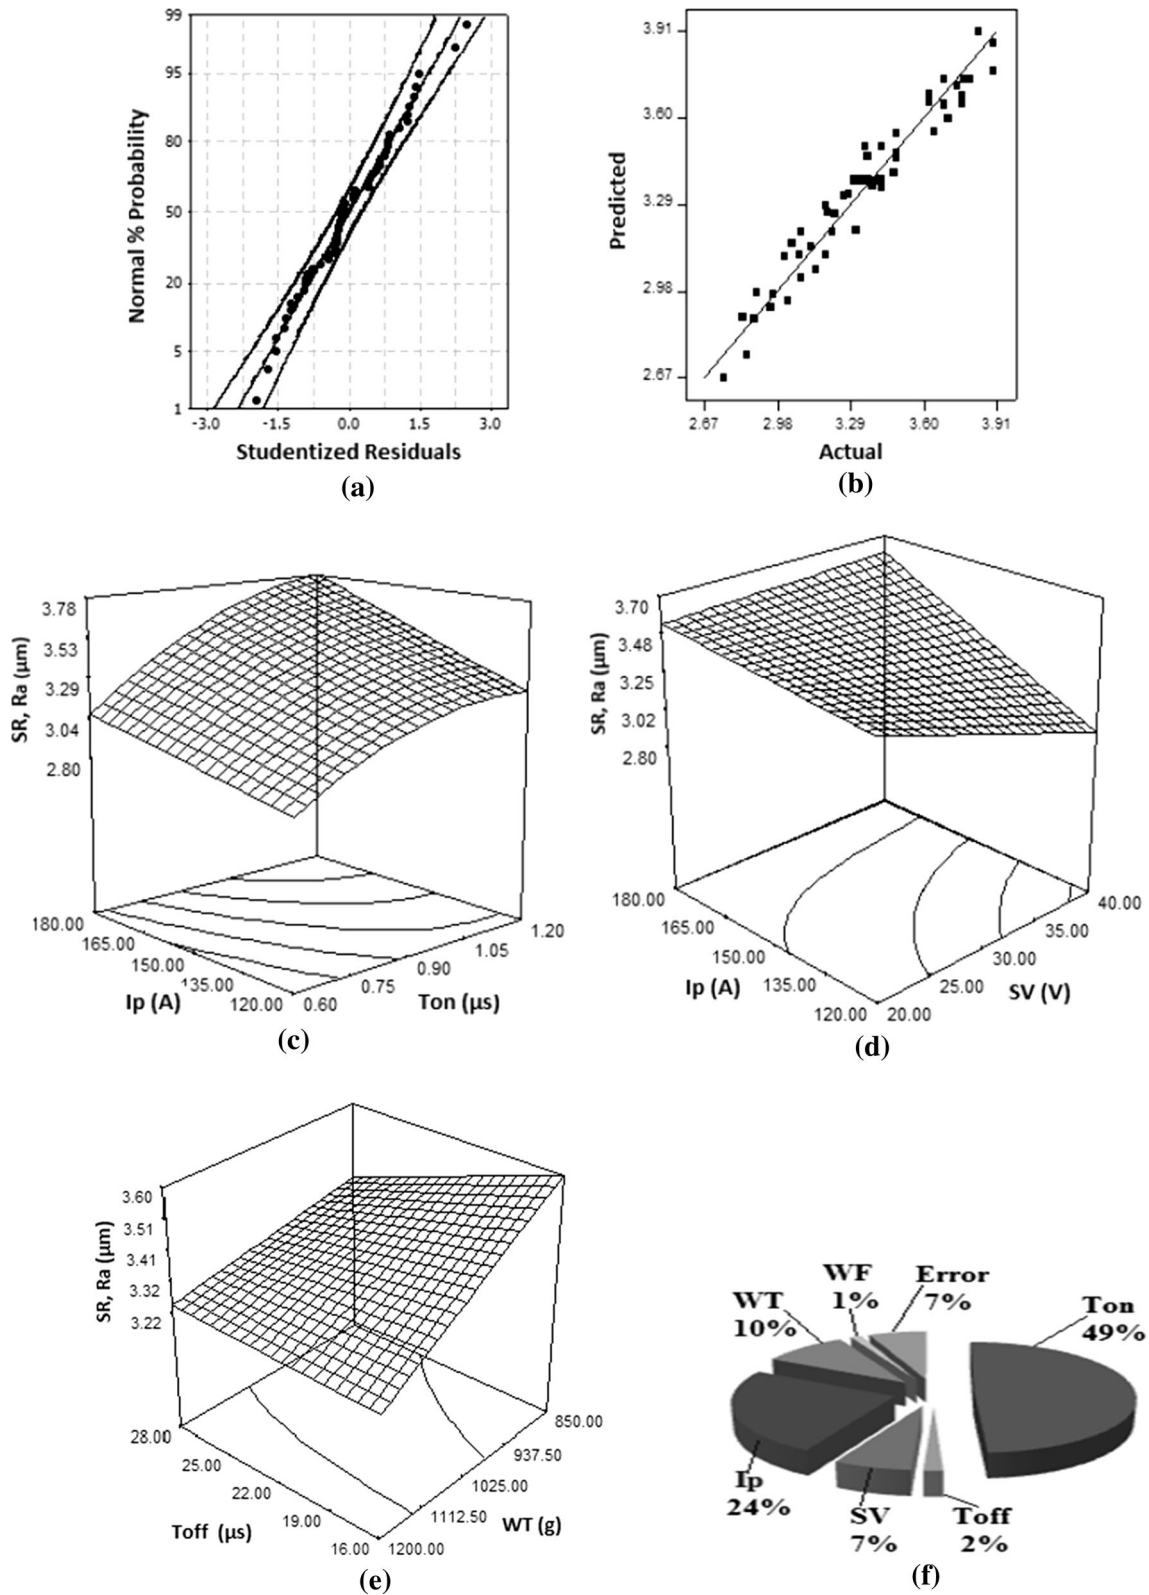 99
95
80
50
20
5
1
Normal % Probability
-3.0 -1.5 0.0 1.5 3.0
Studentized Residuals
(a)
3.91
3.60
3.29
2.98
2.67
Predicted
2.67 2.98 3.29 3.60 3.91
Actual
(b)
3.78
3.53
3.29
3.04
2.80
SR, Ra (µm)
180.00
165.00
150.00
135.00
120.00
Ip (A)
0.60
0.75
0.90
1.05
1.20
Ton (µs)
(c)
3.70
3.48
3.25
3.02
2.80
SR, Ra (µm)
180.00
165.00
150.00
135.00
120.00
Ip (A)
20.00
25.00
30.00
35.00
40.00
SV (V)
(d)
3.60
3.51
3.41
3.32
3.22
SR, Ra (µm)
28.00
25.00
22.00
19.00
16.00
Toff (µs)
1200.00
1112.50
1025.00
937.50
850.00
WT (g)
(e)
WF
1%
Error
7%
WT
10%
Ton
49%
Ip
24%
SV
7%
Toff
2%
(f)